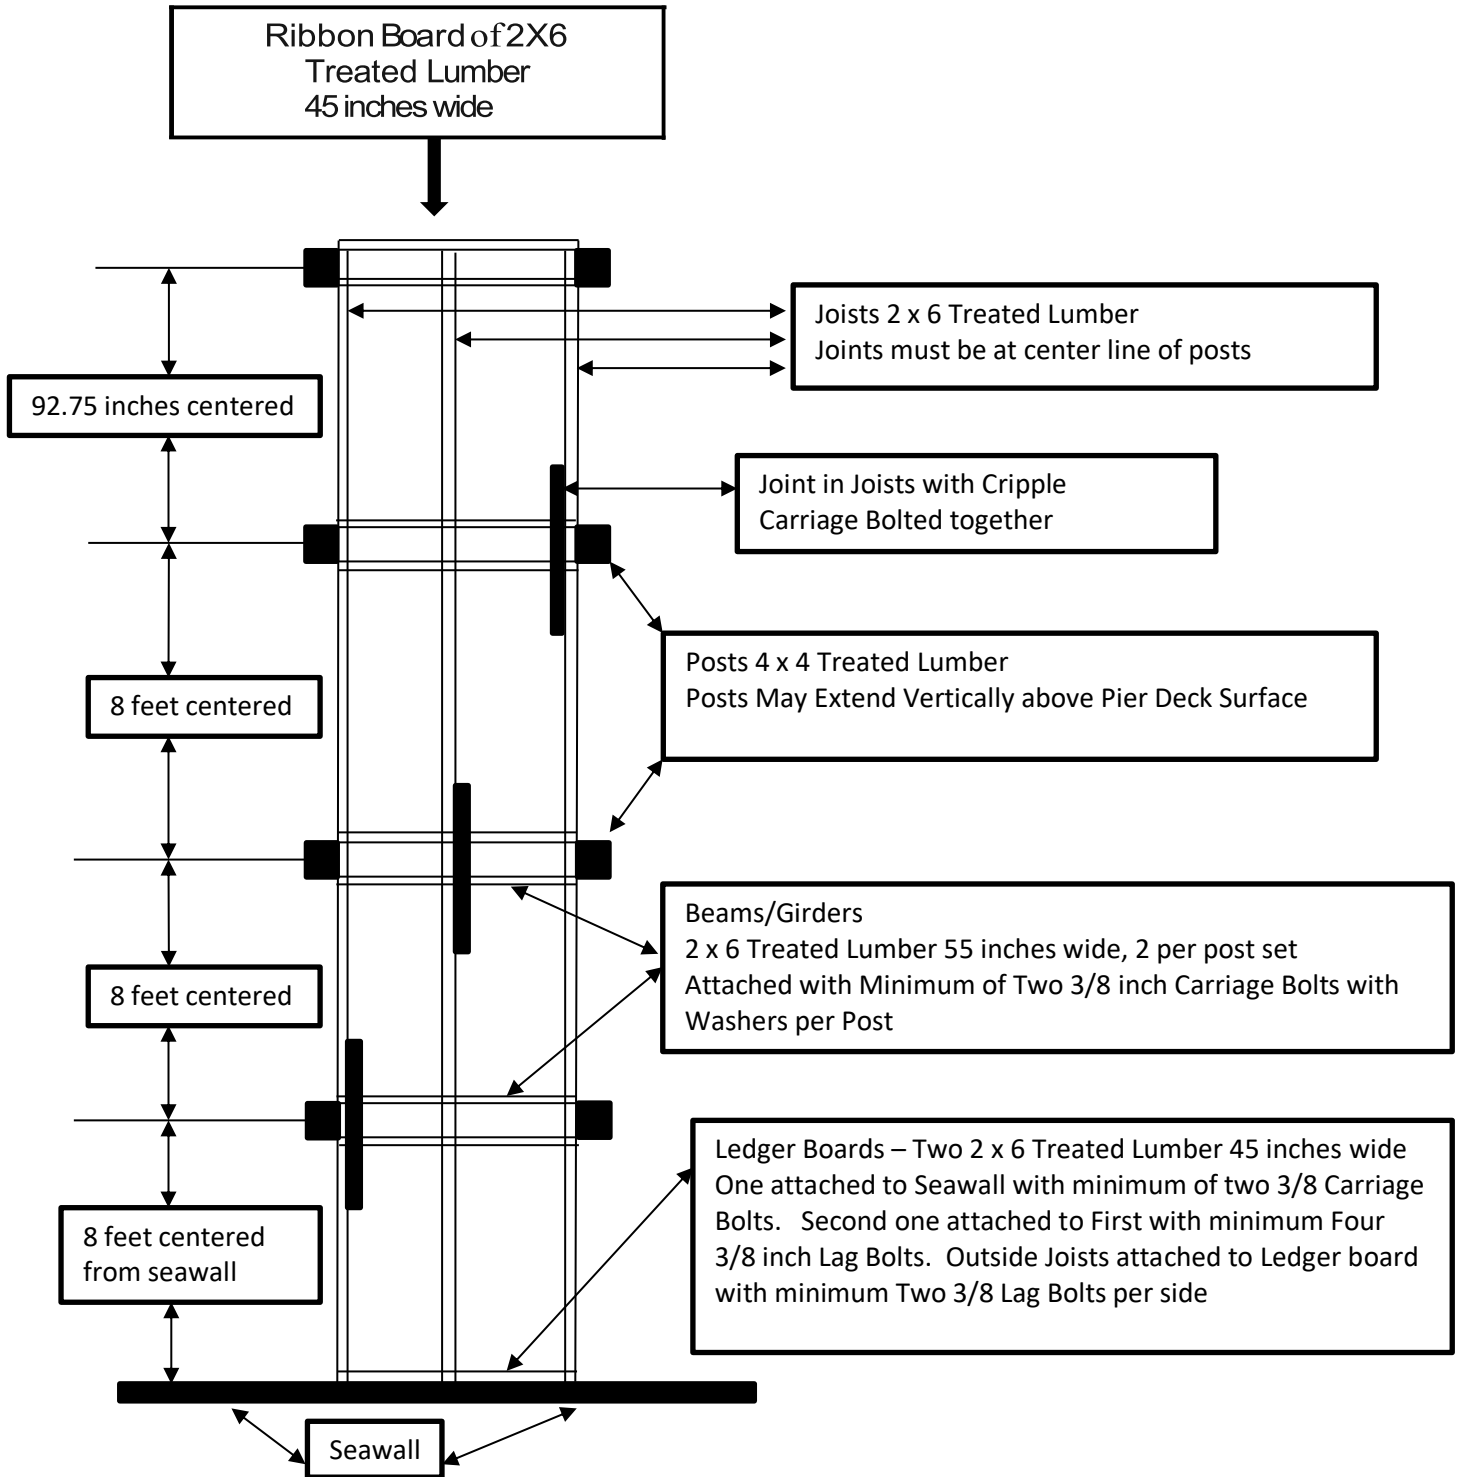 Ribbon Board of 2X6
Treated Lumber
45 inches wide
Joists 2 x 6 Treated Lumber
Joints must be at center line of posts
92.75 inches centered
Joint in Joists with Cripple
Carriage Bolted together
Posts 4 x 4 Treated Lumber
Posts May Extend Vertically above Pier Deck Surface
8 feet centered
Beams/Girders
2 x 6 Treated Lumber 55 inches wide, 2 per post set
Attached with Minimum of Two 3/8 inch Carriage Bolts with
Washers per Post
8 feet centered
Ledger Boards – Two 2 x 6 Treated Lumber 45 inches wide
One attached to Seawall with minimum of two 3/8 Carriage
Bolts.   Second one attached to First with minimum Four
3/8 inch Lag Bolts.  Outside Joists attached to Ledger board
with minimum Two 3/8 Lag Bolts per side
8 feet centered
from seawall
Seawall